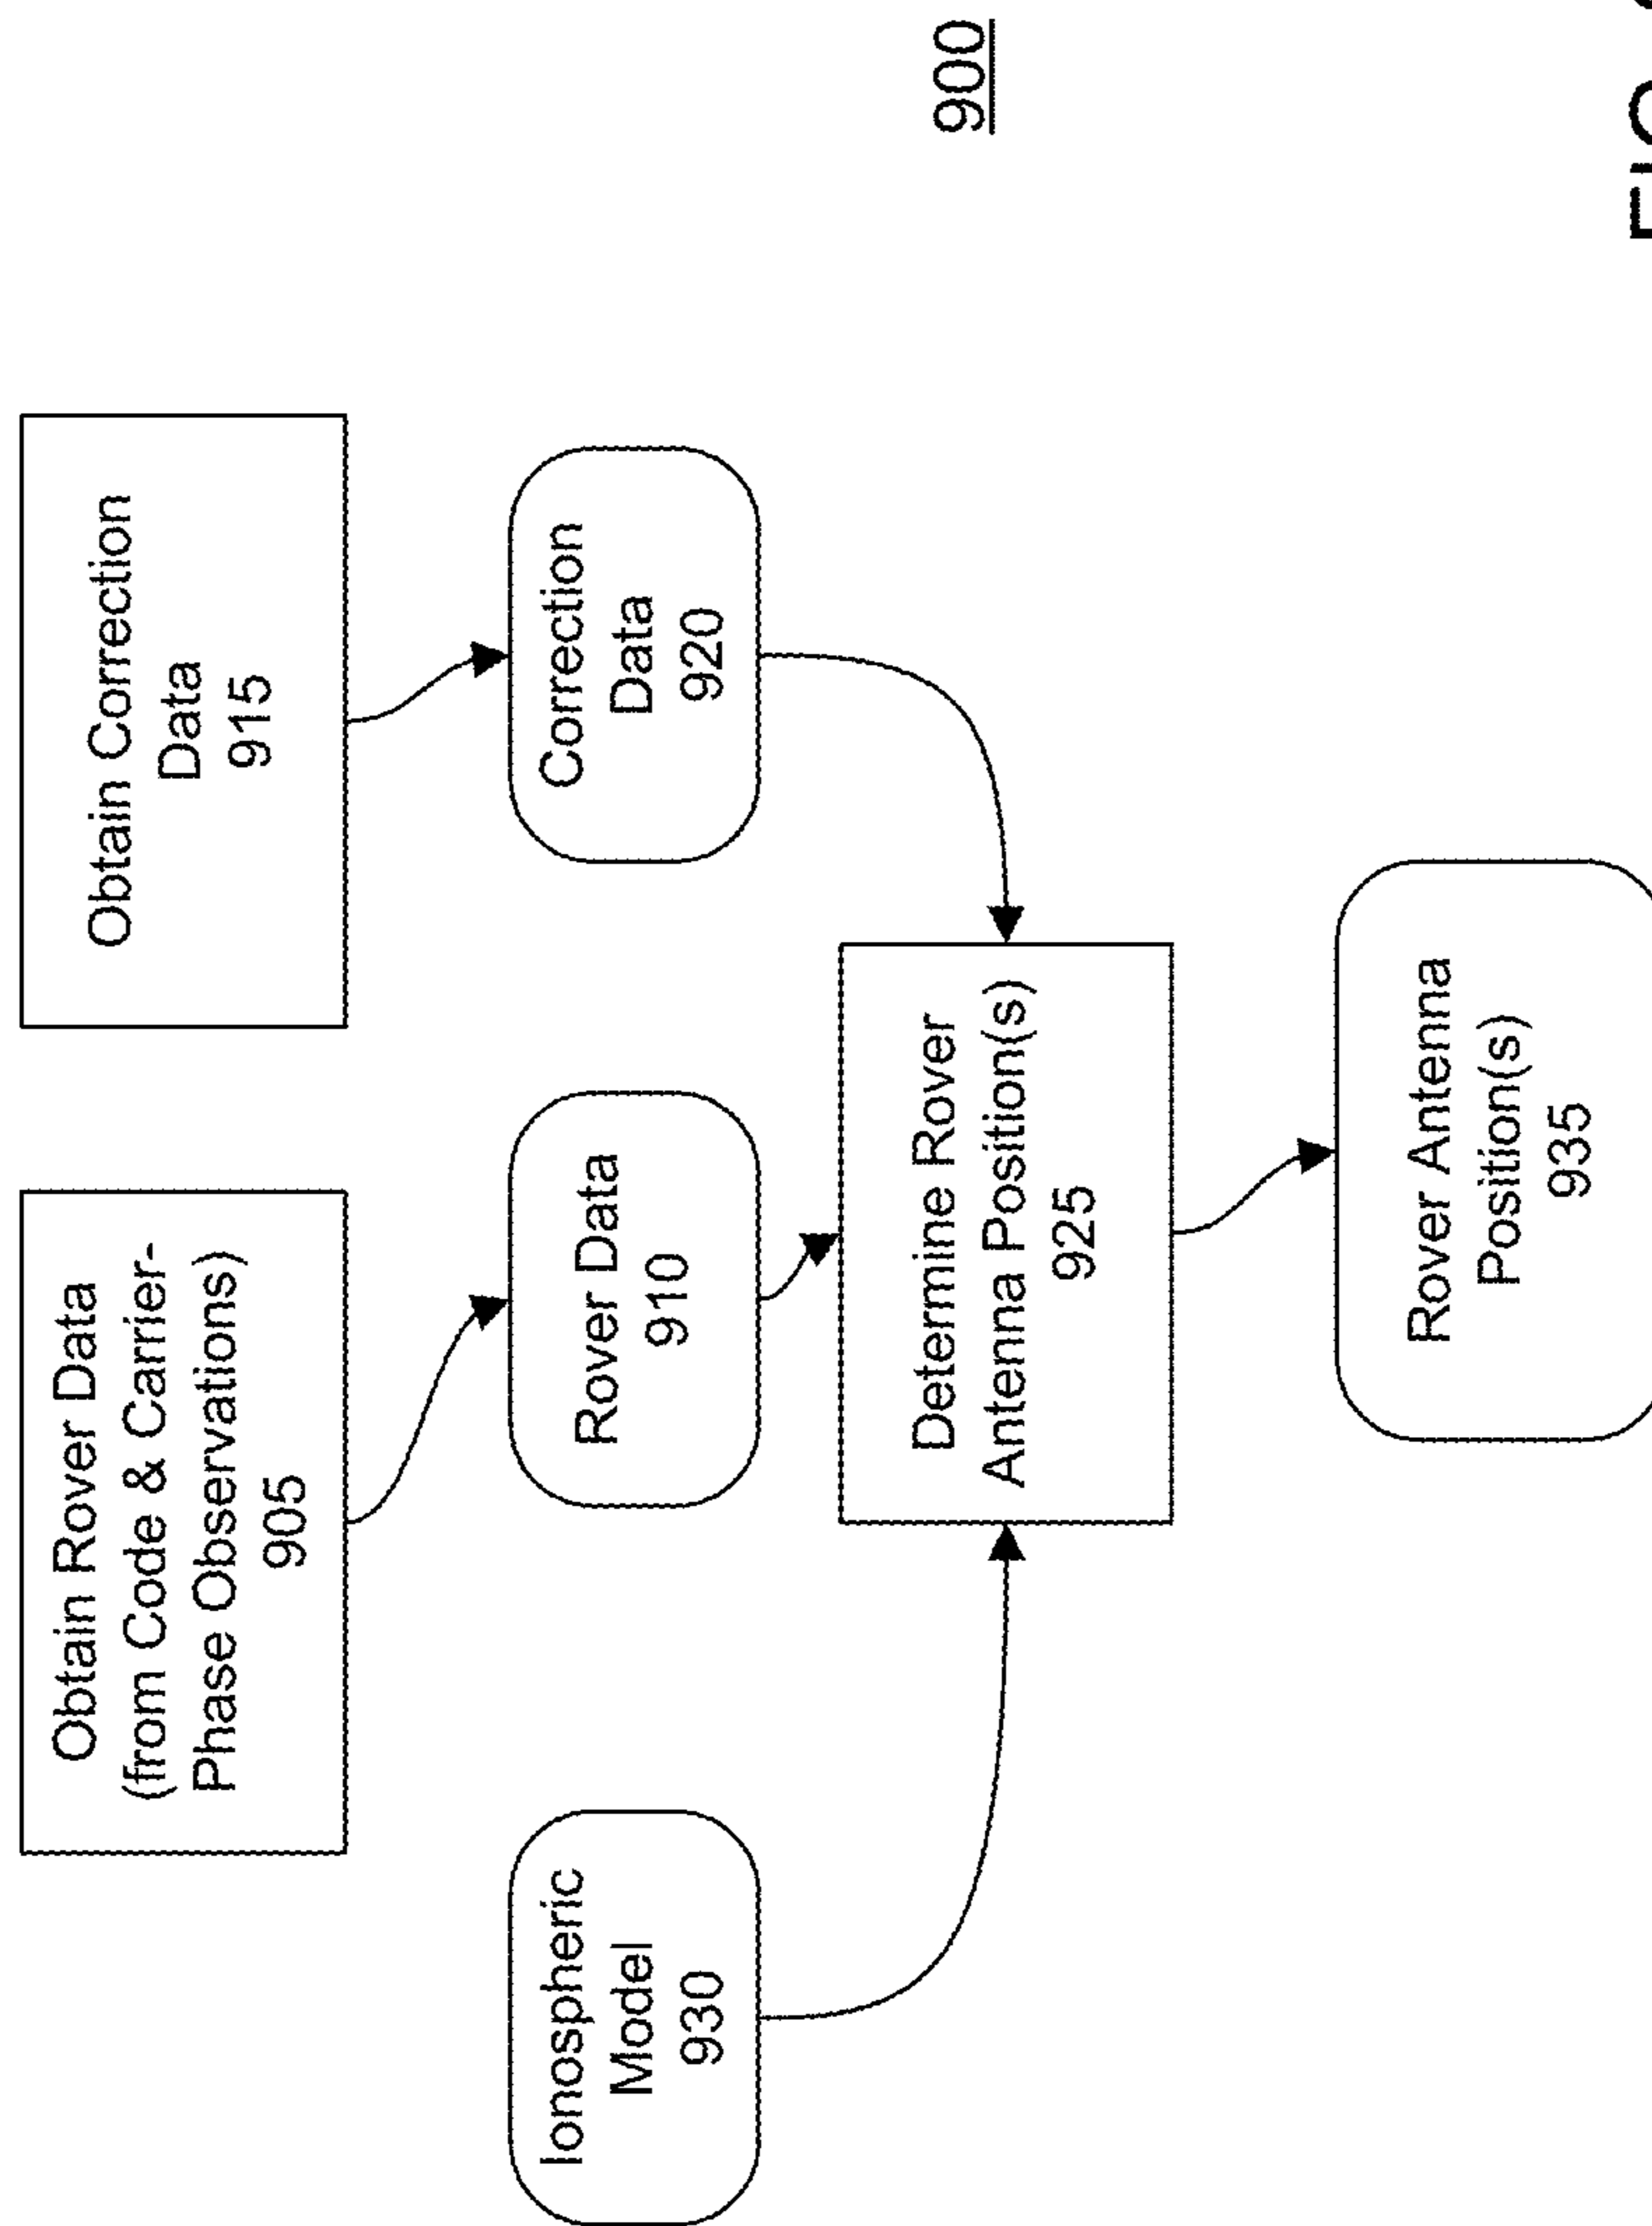 Obtain Rover Data
(from Code & Carrier-
Phase Observations)
905
Obtain Correction
Data
915
Ionospheric
Model
930
Rover Data
910
Correction
Data
920
Determine Rover
Antenna Position(s)
925
900
Rover Antenna
Position(s)
935